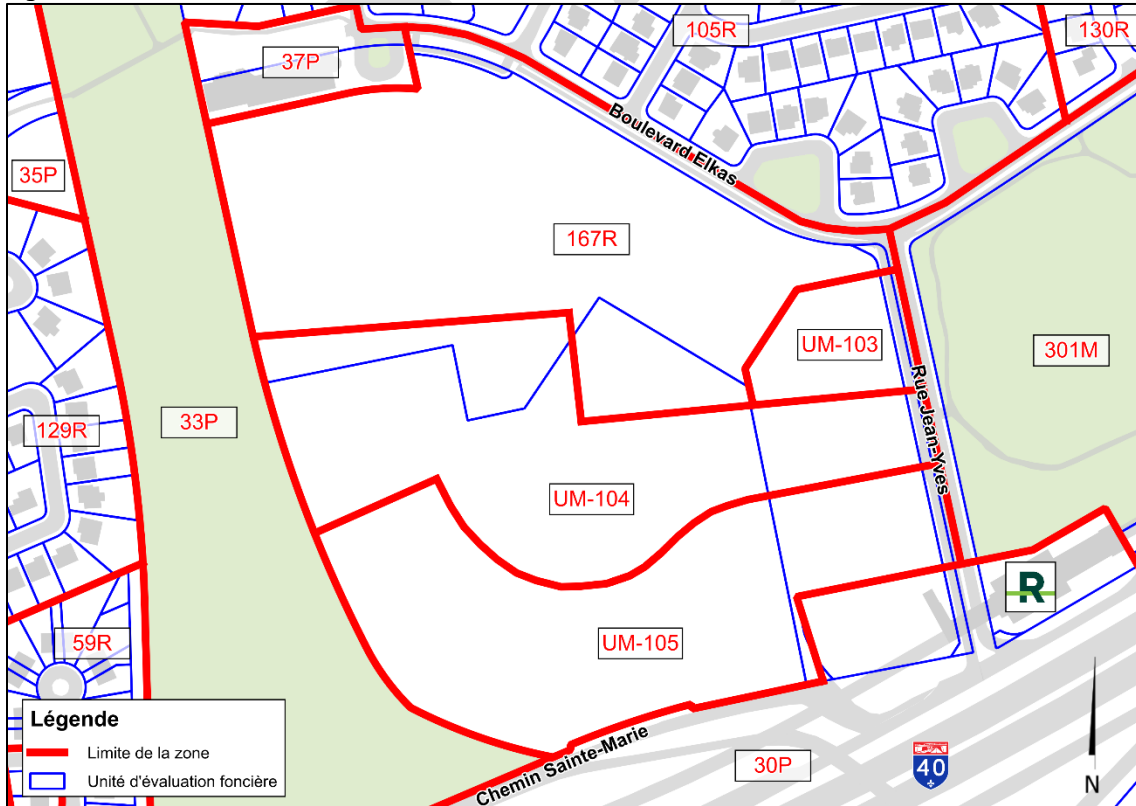 105R
130R
37P
Boulevard Elkas
35P
167R
UM-103
301M
129R
33P
Rue Jean-Yves
UM-104
R
59R
UM-105
Légende
Limite de la zone
Unité d'évaluation foncière
Chemin Sainte-Marie
30P
40
N